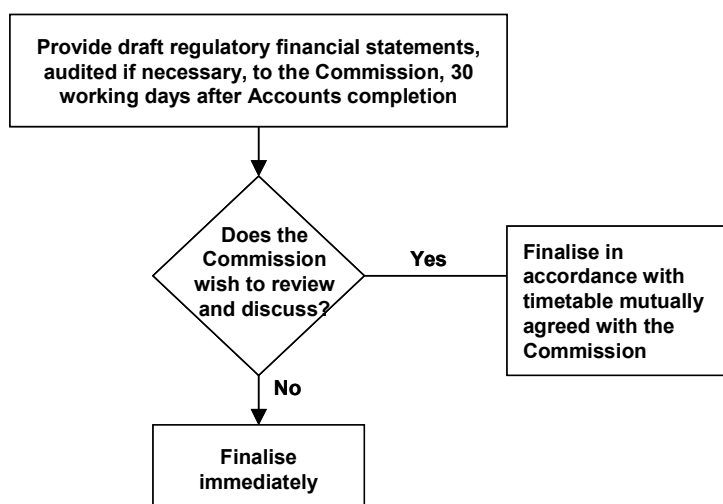 Provide draft regulatory financial statements,
audited if necessary, to the Commission, 30
working days after Accounts completion
Does the
Commission
wish to review
and discuss?
Yes
Finalise in
accordance with
timetable mutually
agreed with the
Commission
No
Finalise
immediately